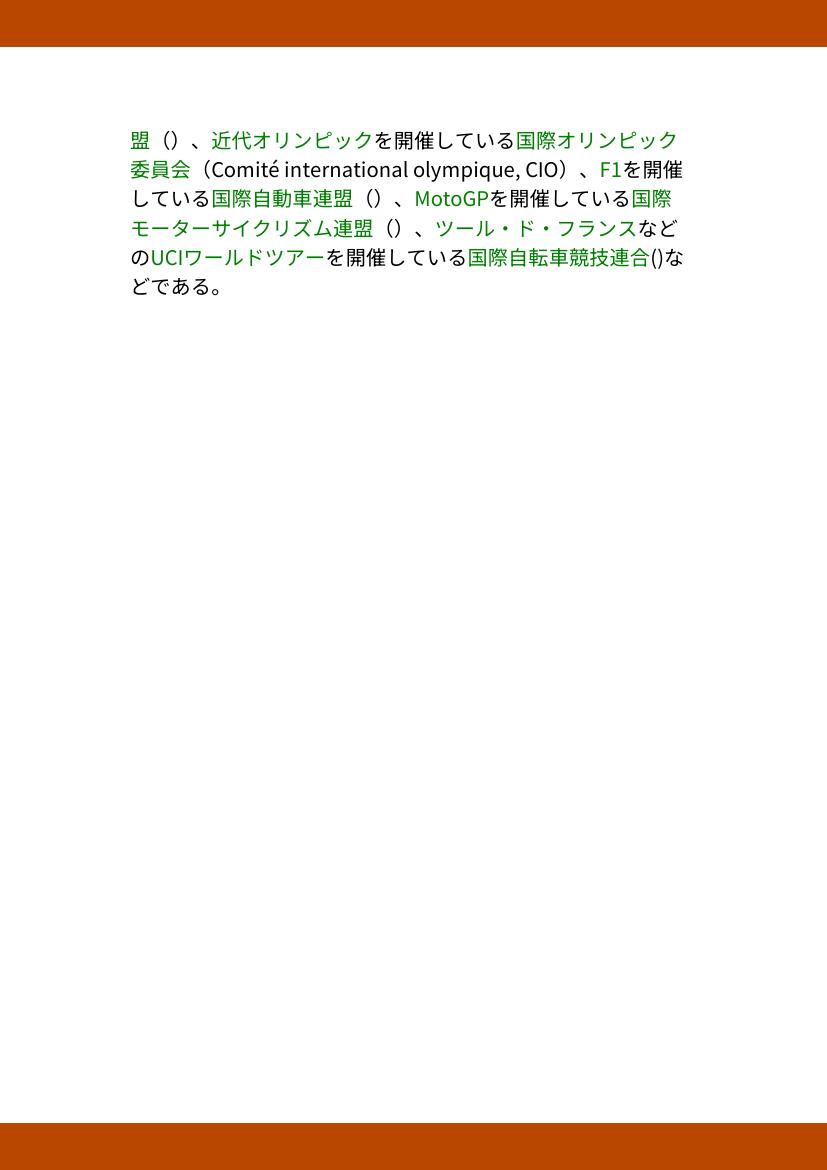 盟（）、近代オリンピックを開催している国際オリンピック
委員会（Comité international olympique, CIO）、F1を開催
している国際自動車連盟（）、MotoGPを開催している国際
モーターサイクリズム連盟（）、ツール・ド・フランスなど
のUCIワールドツアーを開催している国際自転車競技連合()な
どである。